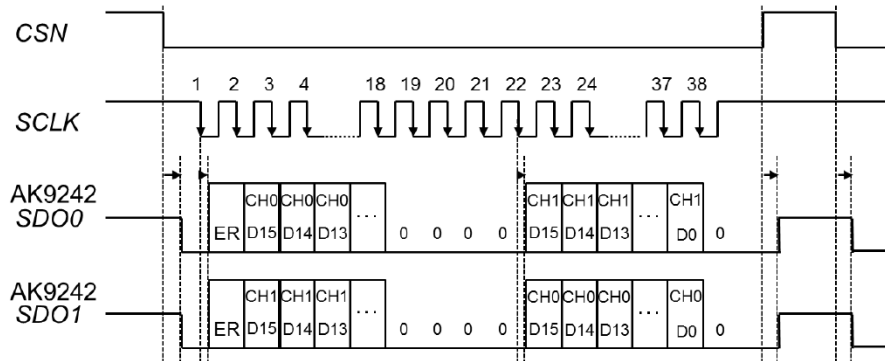 CSN
1 2 3 4 18 19 20 21 22 23 24 37 38
SCLK
AK9242
SDO0
CH0 CH0 CH0 ... CH1 CH1 CH1 ... CH1
ER D15 D14 D13 0 0 0 0 D15 D14 D13 D0 0
AK9242
SDO1
CH1 CH1 CH1 ... CH0 CH0 CH0 ... CH0
ER D15 D14 D13 0 0 0 0 D15 D14 D13 D0 0